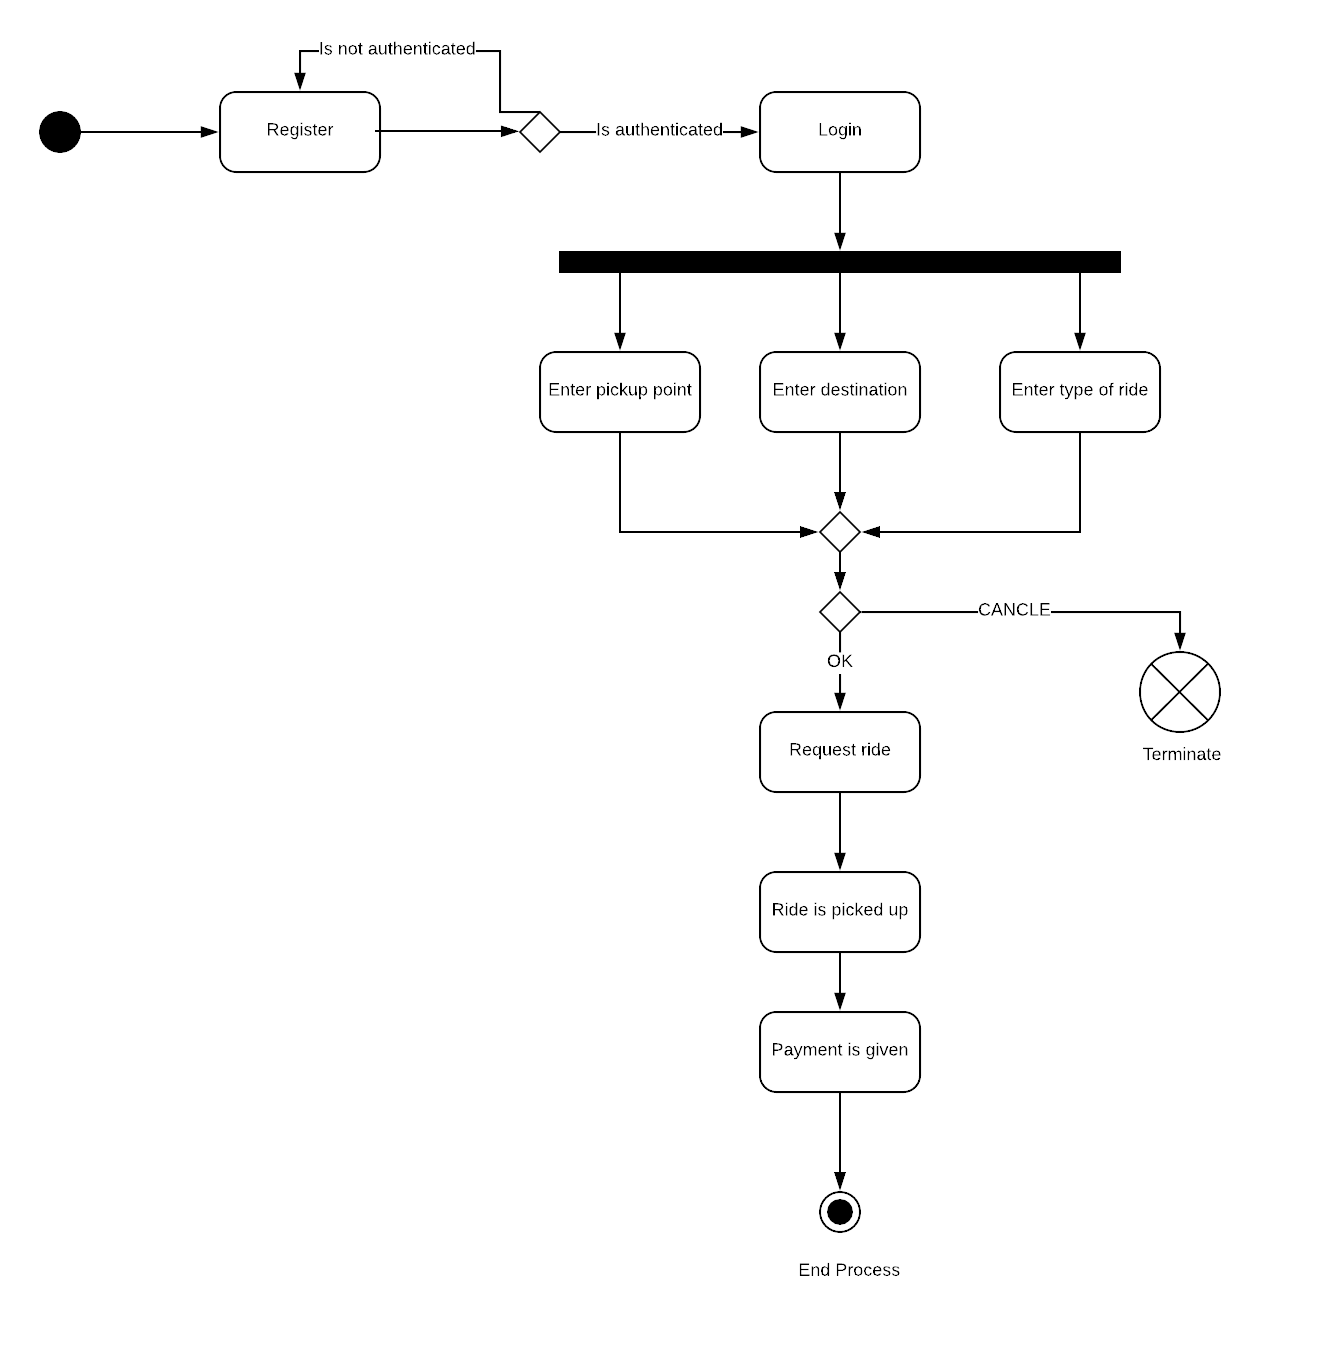 Is not authenticated
Register
Is authenticated
Login
Enter pickup point
Enter destination
Enter type of ride
CANCLE
OK
Request ride
Terminate
Ride is picked up
Payment is given
End Process